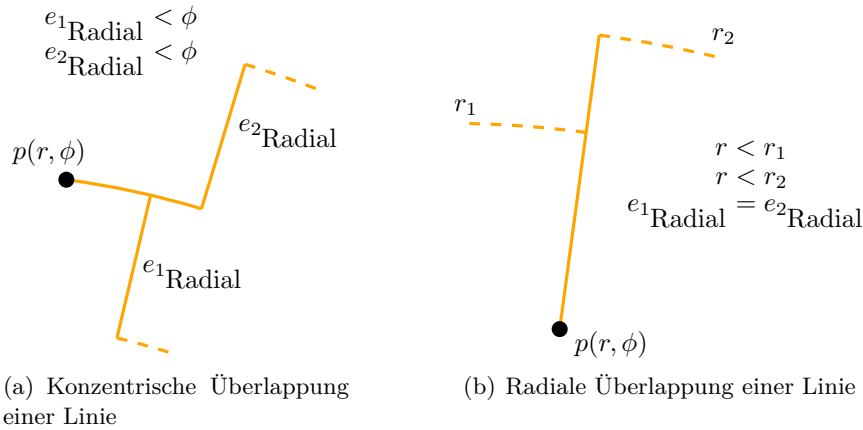 e₁Radial < ϕ
e₂Radial < ϕ
e₂Radial
p(r, ϕ)
e₁Radial
(a) Konzentrische Überlappung
einer Linie
r₂
r₁
r < r₁
r < r₂
e₁Radial = e₂Radial
p(r, ϕ)
(b) Radiale Überlappung einer Linie